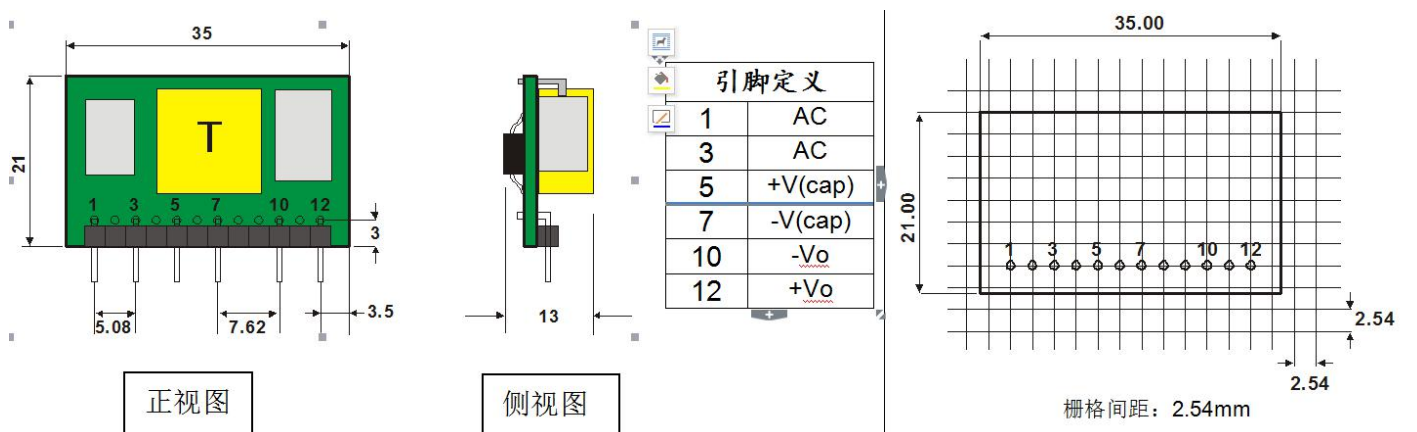 35
21
T
1 3 5 7 10 12
3
3.5
5.08
7.62
正视图
13
侧视图
引脚定义
1 AC
3 AC
5 +V(cap)
7 -V(cap)
10 -Vo
12 +Vo
35.00
21.00
1 3 5 7 10 12
2.54
2.54
栅格间距：2.54mm